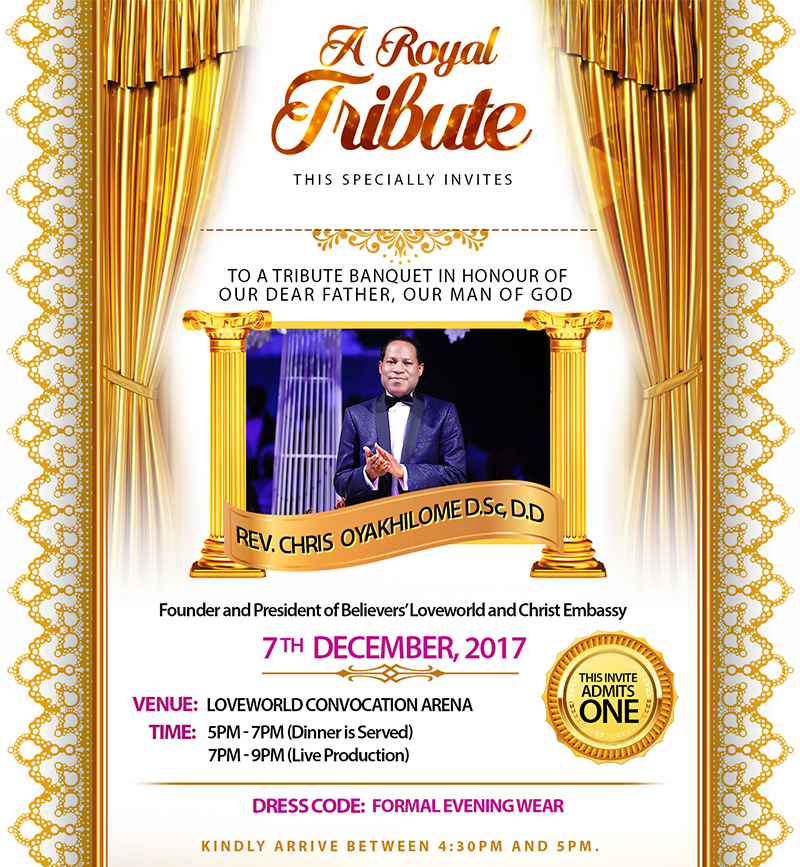 A Royal
Tribute
THIS SPECIALLY INVITES
TO A TRIBUTE BANQUET IN HONOUR OF
OUR DEAR FATHER, OUR MAN OF GOD
REV. CHRIS OYAKHILOME D.Sc, D.D
Founder and President of Believers' Loveworld and Christ Embassy
7TH DECEMBER, 2017
THIS INVITE
ADMITS
ONE
VENUE: LOVEWORLD CONVOCATION ARENA
TIME: 5PM - 7PM (Dinner is Served)
7PM - 9PM (Live Production)
DRESS CODE: FORMAL EVENING WEAR
KINDLY ARRIVE BETWEEN 4:30PM AND 5PM.